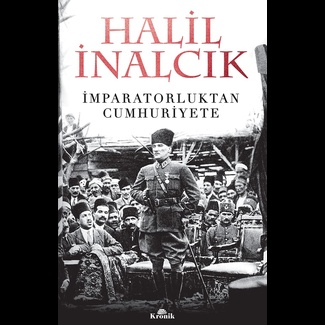 HALİL
İNALCIK
İMPARATORLUKTAN
CUMHURİYETE
Kronik